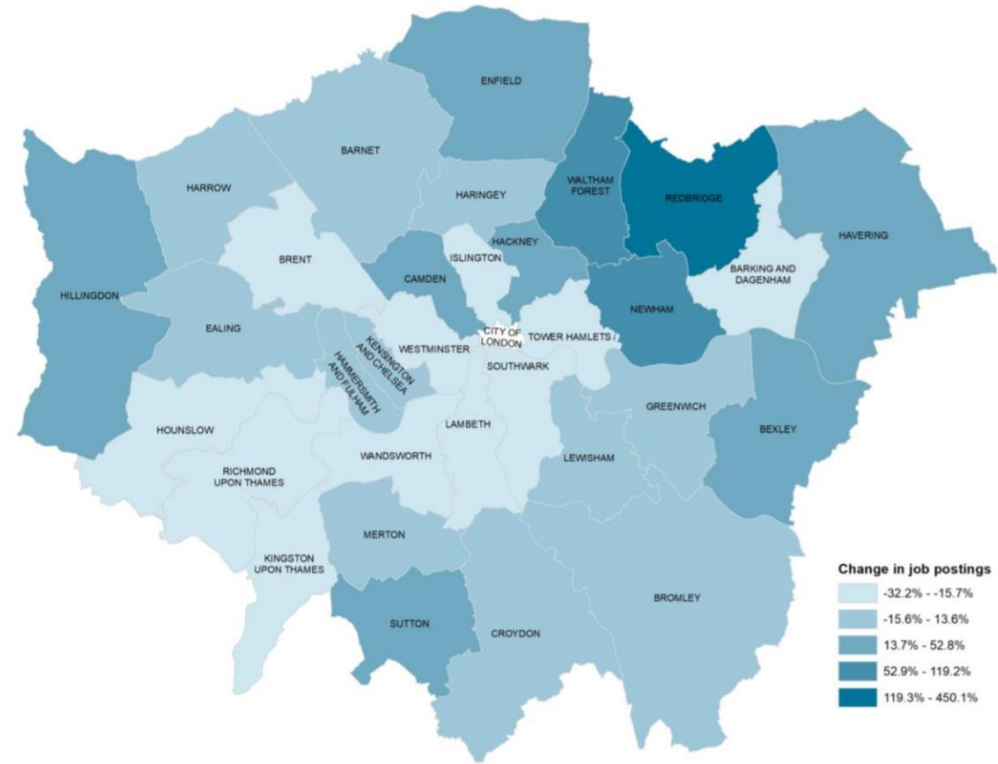 ENFIELD
BARNET
HARROW
HARINGEY
WALTHAM
FOREST
REDBRIDGE
HAVERING
HACKNEY
ISLINGTON
CAMDEN
BRENT
BARKING AND
DAGENHAM
HILLINGDON
NEWHAM
EALING
CITY OF
LONDON
TOWER HAMLETS
WESTMINSTER
KENSINGTON
AND CHELSEA
HAMMERSMITH
AND FULHAM
SOUTHWARK
GREENWICH
HOUNSLOW
LAMBETH
BEXLEY
WANDSWORTH
LEWISHAM
RICHMOND
UPON THAMES
MERTON
KINGSTON
UPON THAMES
BROMLEY
SUTTON
CROYDON
Change in job postings
-32.2% - -15.7%
-15.6% - 13.6%
13.7% - 52.8%
52.9% - 119.2%
119.3% - 450.1%